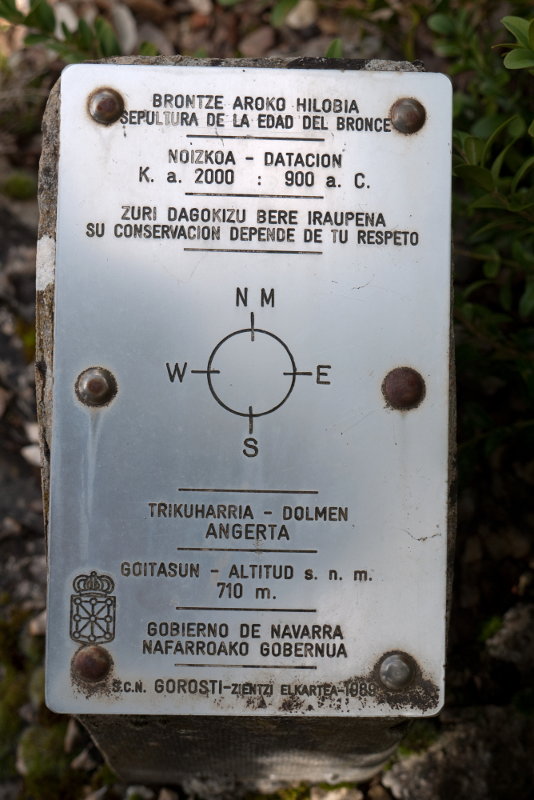 BRONTZE AROKO HILOBIA
SEPULTURA DE LA EDAD DEL BRONCE
NOIZKOA - DATACION
K. a. 2000 : 900 a. C.
ZURI DAGOKIZU BERE IRAUPENA
SU CONSERVACION DEPENDE DE TU RESPETO
N M
W E
S
TRIKUHARRIA - DOLMEN
ANGERTA
GOITASUN - ALTITUD s. n. m.
710 m.
GOBIERNO DE NAVARRA
NAFARROAKO GOBERNUA
S.C.N. GOROSTI-ZIENTZI ELKARTEA-1989